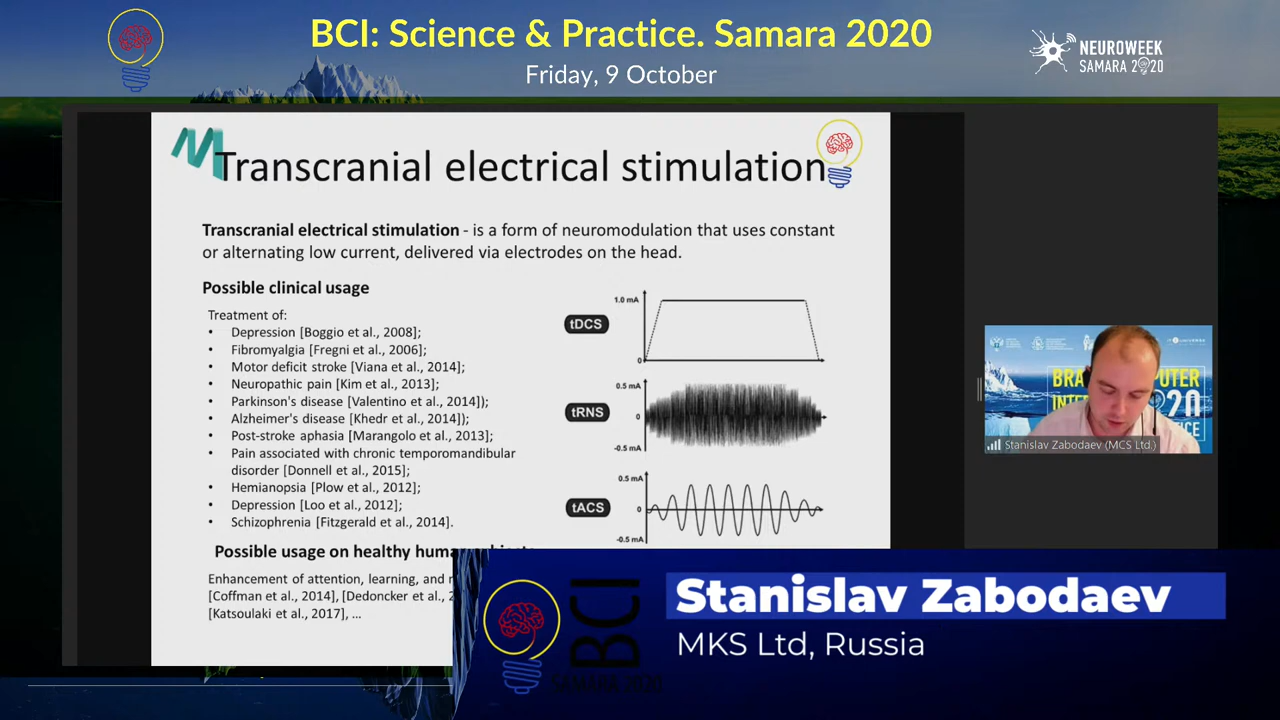 BCI: Science & Practice. Samara 2020
Friday, 9 October
NEUROWEEK
SAMARA 2020
Transcranial electrical stimulation
Transcranial electrical stimulation - is a form of neuromodulation that uses constant
or alternating low current, delivered via electrodes on the head.
Possible clinical usage
Treatment of:
• Depression [Boggio et al., 2008];
• Fibromyalgia [Fregni et al., 2006];
• Motor deficit stroke [Viana et al., 2014];
• Neuropathic pain [Kim et al., 2013];
• Parkinson's disease [Valentino et al., 2014]);
• Alzheimer's disease [Khedr et al., 2014]);
• Post-stroke aphasia [Marangolo et al., 2013];
• Pain associated with chronic temporomandibular
disorder [Donnell et al., 2015];
• Hemianopsia [Plow et al., 2012];
• Depression [Loo et al., 2012];
• Schizophrenia [Fitzgerald et al., 2014].
1.0 mA
tDCS
0
0.5 mA
tRNS
0
-0.5 mA
0.5 mA
tACS
0
-0.5 mA
Possible usage on healthy human
Enhancement of attention, learning, and
[Coffman et al., 2014], [Dedoncker et al.,
[Katsoulaki et al., 2017], ...
Stanislav Zabodaev (MCS Ltd.)
BCI
SAMARA 2020
Stanislav Zabodaev
MKS Ltd, Russia